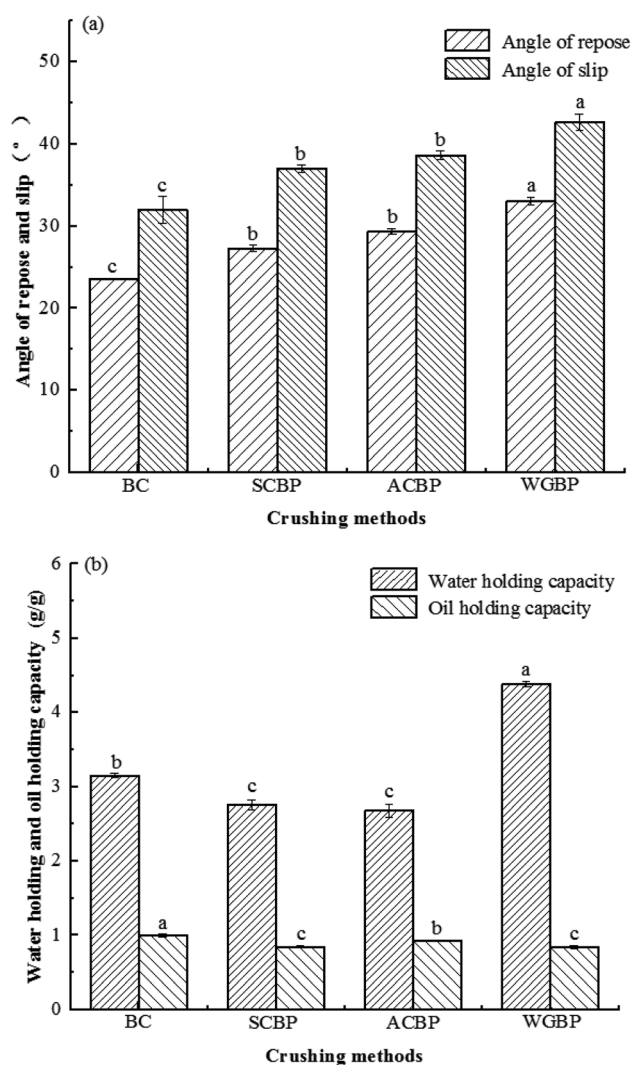 (a)
Angle of repose
Angle of slip
Angle of repose and slip（°）
50
40
30
20
10
0
c
c
b
b
b
b
a
a
BC
SCBP
ACBP
WGBP
Crushing methods
(b)
Water holding capacity
Oil holding capacity
Water holding and oil holding capacity (g/g)
6
5
4
3
2
1
0
b
a
c
c
c
b
a
c
BC
SCBP
ACBP
WGBP
Crushing methods